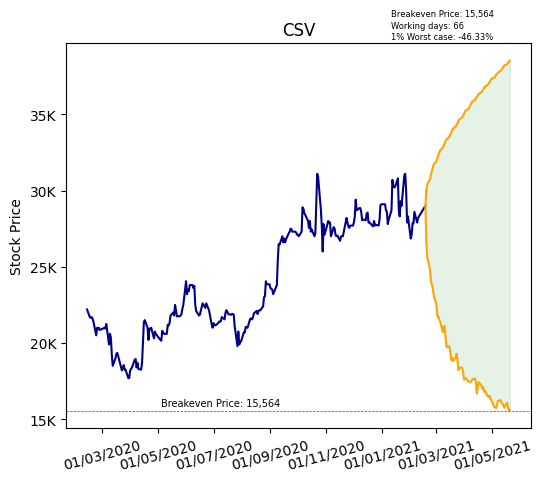 Breakeven Price: 15,564
Working days: 66
1% Worst case: -46.33%
CSV
Stock Price
35K
30K
25K
20K
15K
Breakeven Price: 15,564
01/03/2020
01/05/2020
01/07/2020
01/09/2020
01/11/2020
01/01/2021
01/03/2021
01/05/2021